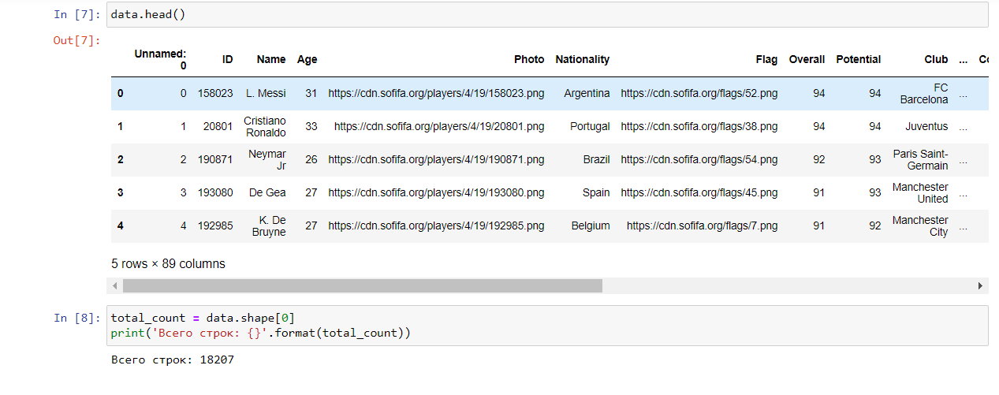 In [7]: data.head()
Out[7]:
Unnamed: 0 ID Name Age Photo Nationality Flag Overall Potential Club ... Co
0 0 158023 L. Messi 31 https://cdn.sofifa.org/players/4/19/158023.png Argentina https://cdn.sofifa.org/flags/52.png 94 94 FC Barcelona ...
1 1 20801 Cristiano Ronaldo 33 https://cdn.sofifa.org/players/4/19/20801.png Portugal https://cdn.sofifa.org/flags/38.png 94 94 Juventus ...
2 2 190871 Neymar Jr 26 https://cdn.sofifa.org/players/4/19/190871.png Brazil https://cdn.sofifa.org/flags/54.png 92 93 Paris Saint-Germain ...
3 3 193080 De Gea 27 https://cdn.sofifa.org/players/4/19/193080.png Spain https://cdn.sofifa.org/flags/45.png 91 93 Manchester United ...
4 4 192985 K. De Bruyne 27 https://cdn.sofifa.org/players/4/19/192985.png Belgium https://cdn.sofifa.org/flags/7.png 91 92 Manchester City ...
5 rows × 89 columns
In [8]: total_count = data.shape[0]
print('Всего строк: {}'.format(total_count))
Всего строк: 18207